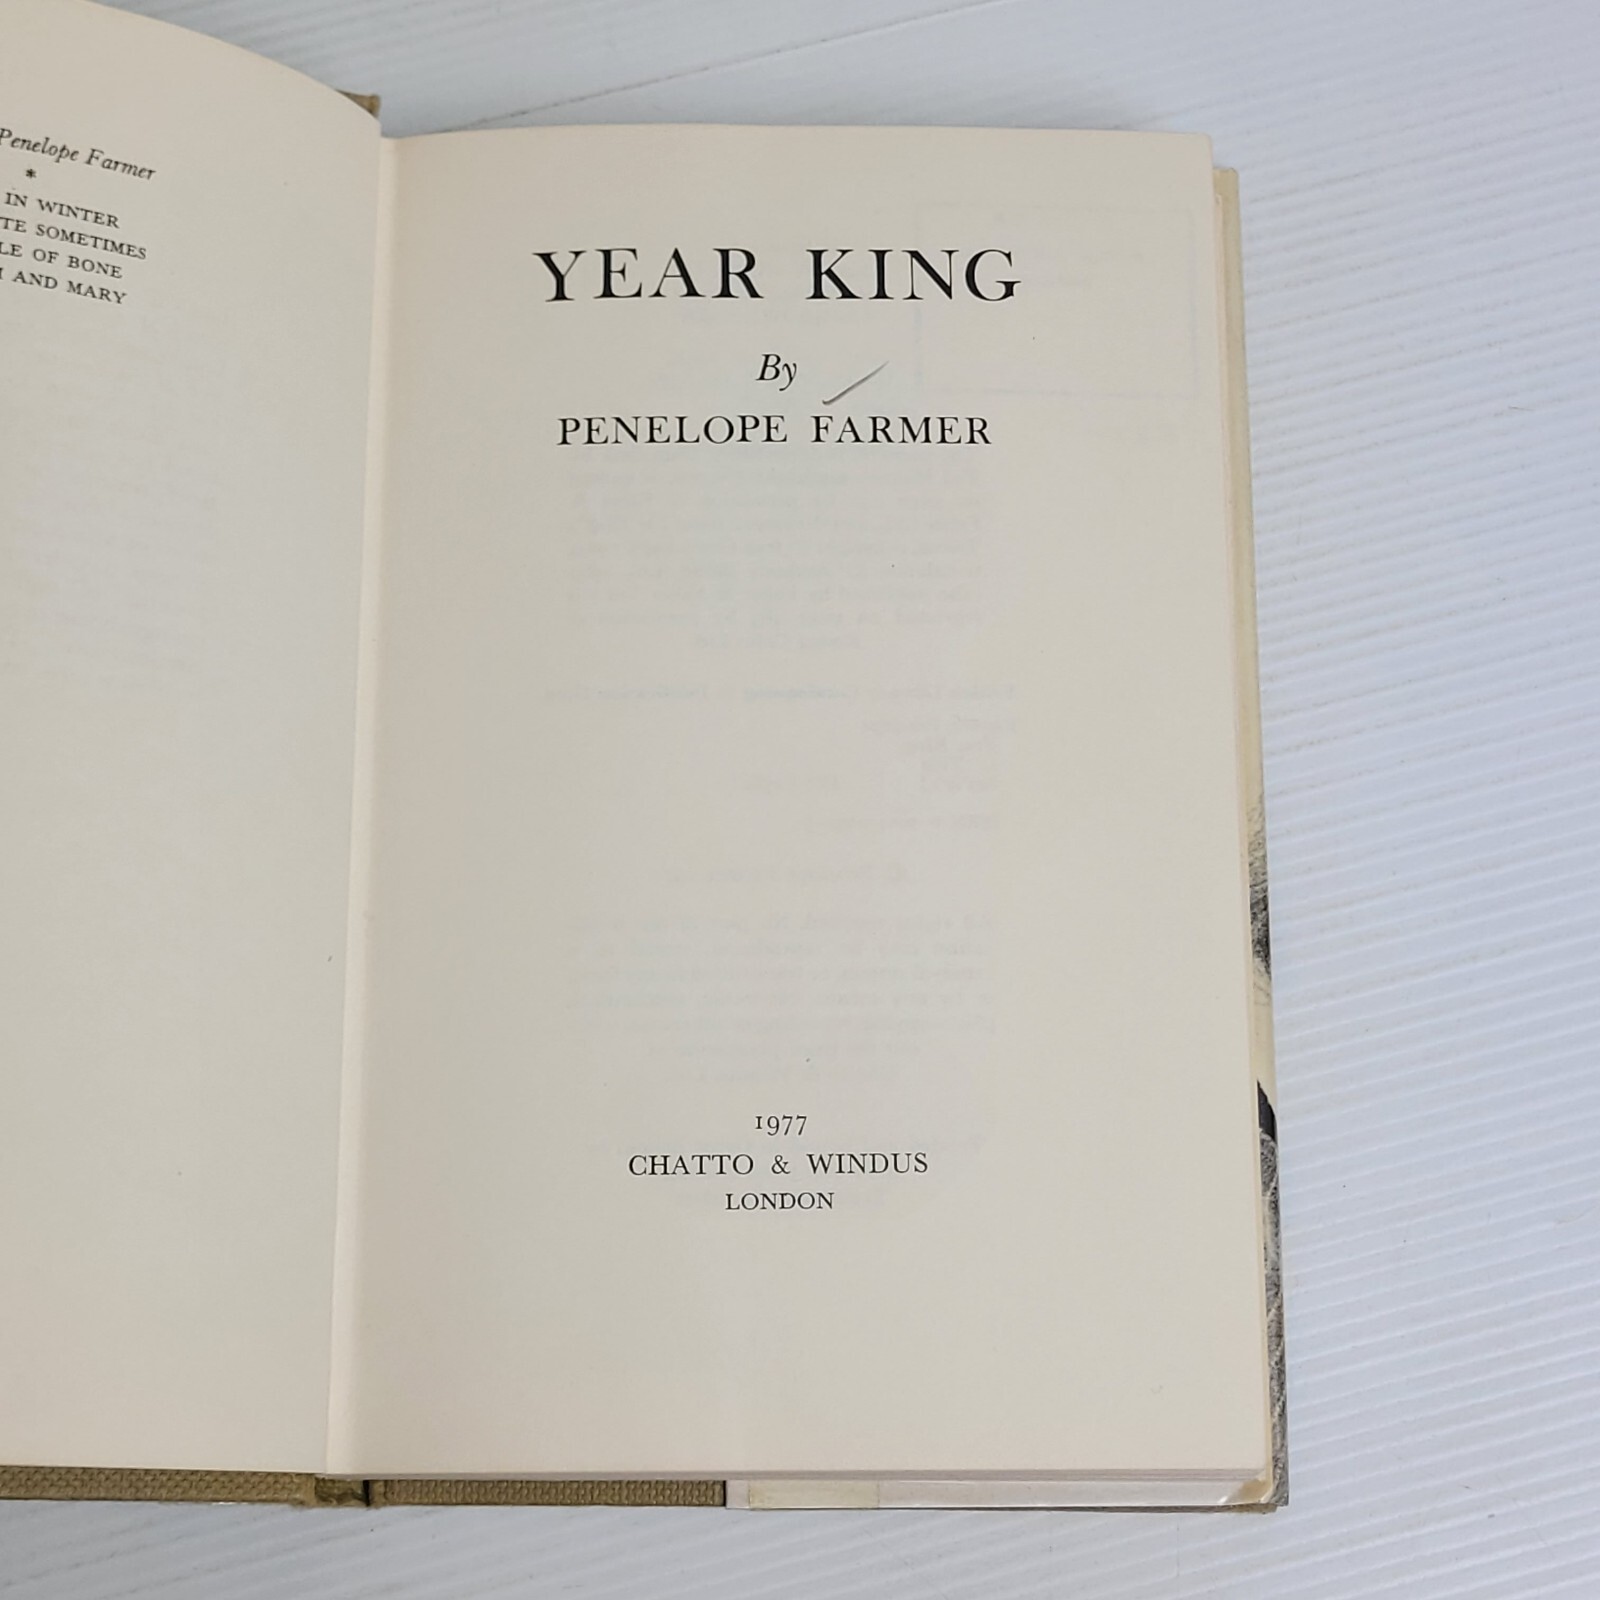 Penelope Farmer
*
IN WINTER
TE SOMETIMES
LE OF BONE
AND MARY
YEAR KING
By
PENELOPE FARMER
1977
CHATTO & WINDUS
LONDON